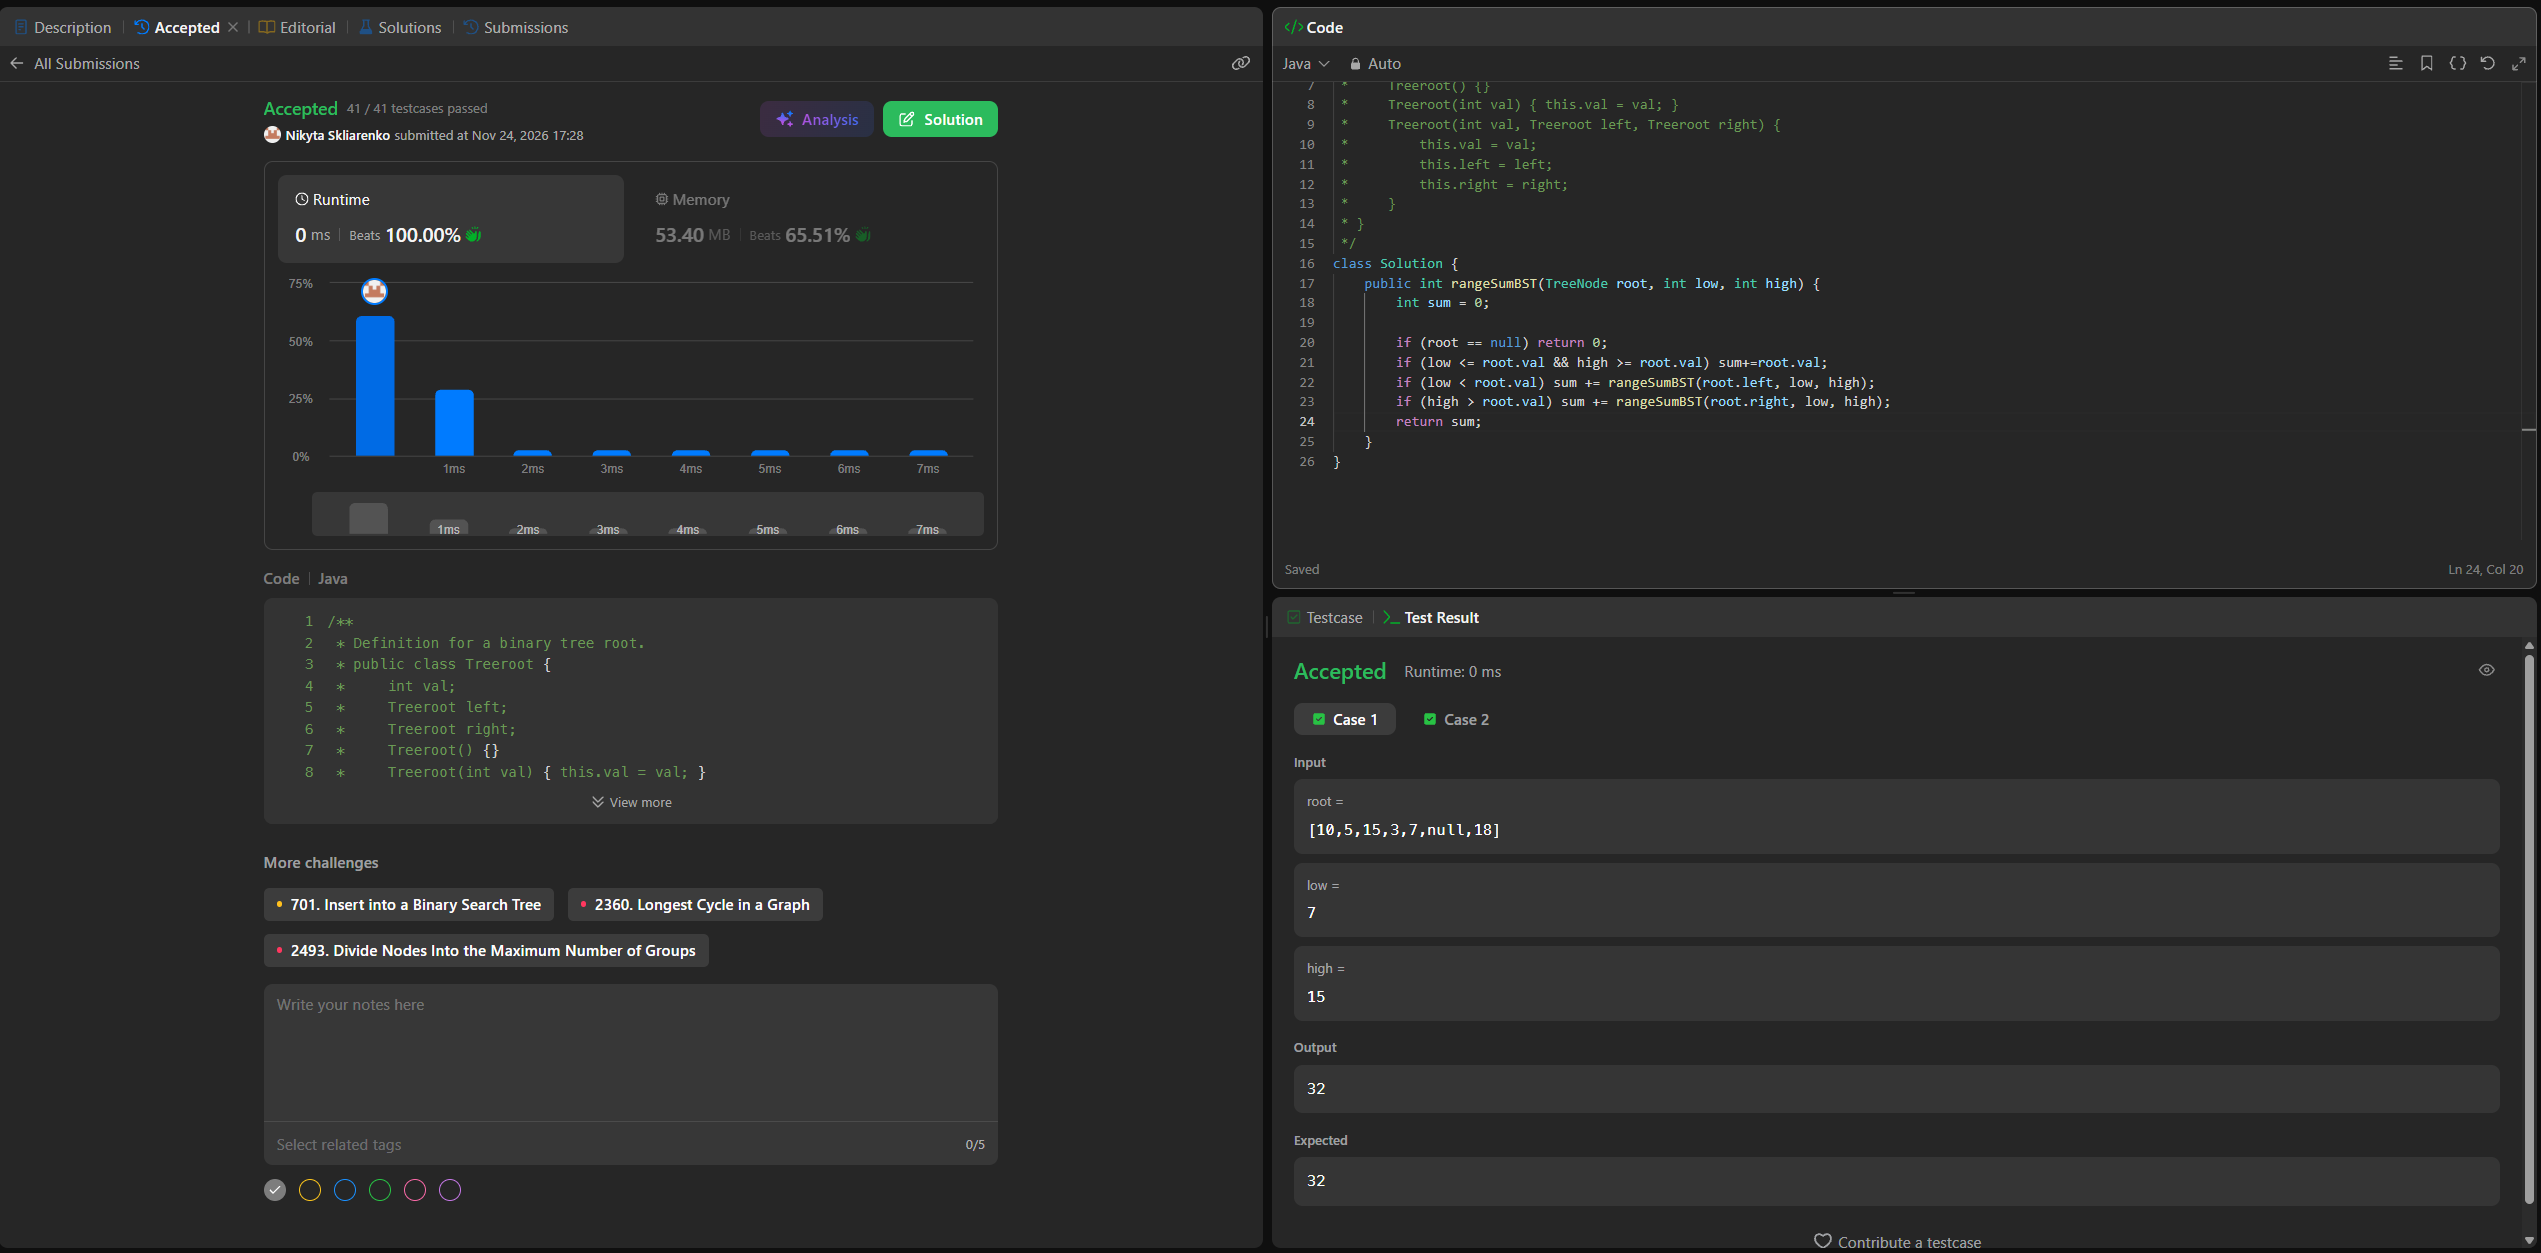 Description
Accepted
Editorial
Solutions
Submissions
All Submissions
Accepted 41 / 41 testcases passed
Nikyta Skliarenko submitted at Nov 24, 2026 17:28
Analysis
Solution
Runtime
0 ms | Beats 100.00%
Memory
53.40 MB | Beats 65.51%
75%
50%
25%
0%
1ms 2ms 3ms 4ms 5ms 6ms 7ms
1ms 2ms 3ms 4ms 5ms 6ms 7ms
Code | Java
1 /**
2  * Definition for a binary tree root.
3  * public class Treeroot {
4  *     int val;
5  *     Treeroot left;
6  *     Treeroot right;
7  *     Treeroot() {}
8  *     Treeroot(int val) { this.val = val; }
View more
More challenges
701. Insert into a Binary Search Tree
2360. Longest Cycle in a Graph
2493. Divide Nodes Into the Maximum Number of Groups
Write your notes here
Select related tags
0/5
</> Code
Java
Auto
7  *     Treeroot() {}
8  *     Treeroot(int val) { this.val = val; }
9  *     Treeroot(int val, Treeroot left, Treeroot right) {
10  *         this.val = val;
11  *         this.left = left;
12  *         this.right = right;
13  *     }
14  * }
15  */
16 class Solution {
17     public int rangeSumBST(TreeNode root, int low, int high) {
18         int sum = 0;
19
20         if (root == null) return 0;
21         if (low <= root.val && high >= root.val) sum+=root.val;
22         if (low < root.val) sum += rangeSumBST(root.left, low, high);
23         if (high > root.val) sum += rangeSumBST(root.right, low, high);
24         return sum;
25     }
26 }
Saved
Ln 24, Col 20
Testcase
Test Result
Accepted Runtime: 0 ms
Case 1
Case 2
Input
root =
[10,5,15,3,7,null,18]
low =
7
high =
15
Output
32
Expected
32
Contribute a testcase